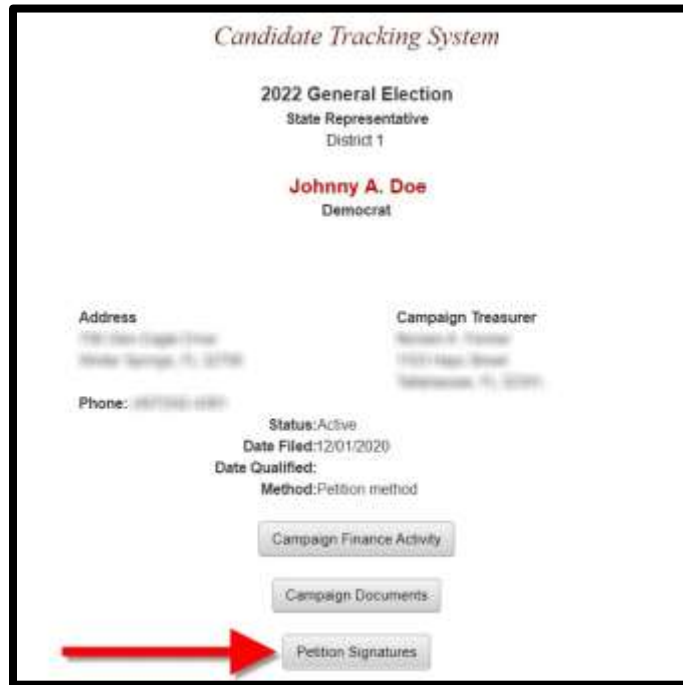 Candidate Tracking System
2022 General Election
State Representative
District 1
Johnny A. Doe
Democrat
Address
Campaign Treasurer
Phone:
Status:Active
Date Filed:12/01/2020
Date Qualified:
Method:Petition method
Campaign Finance Activity
Campaign Documents
Petition Signatures